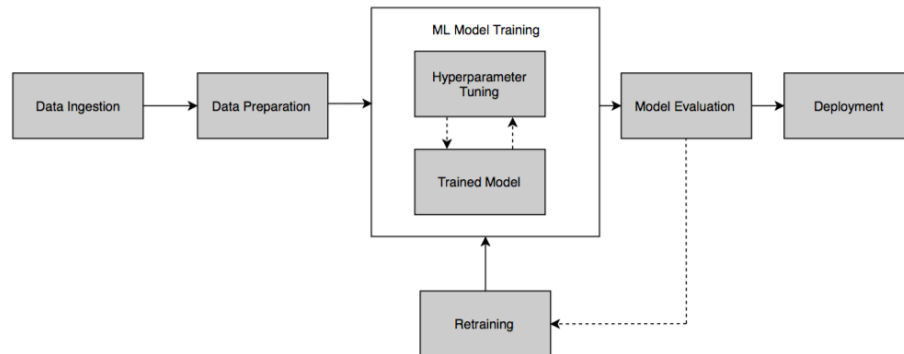 ML Model Training
Hyperparameter
Tuning
Data Ingestion
Data Preparation
Model Evaluation
Deployment
Trained Model
Retraining